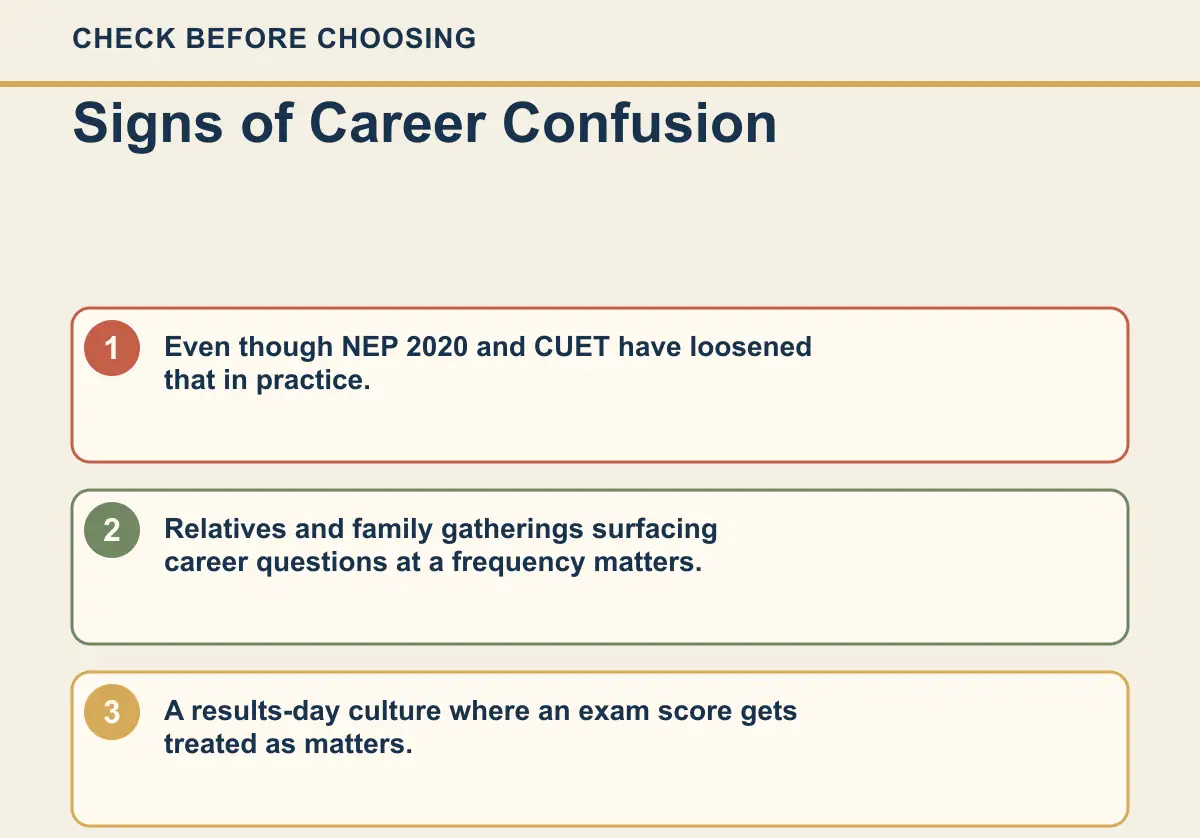 CHECK BEFORE CHOOSING
Signs of Career Confusion
1
Even though NEP 2020 and CUET have loosened
that in practice.
2
Relatives and family gatherings surfacing
career questions at a frequency matters.
3
A results-day culture where an exam score gets
treated as matters.